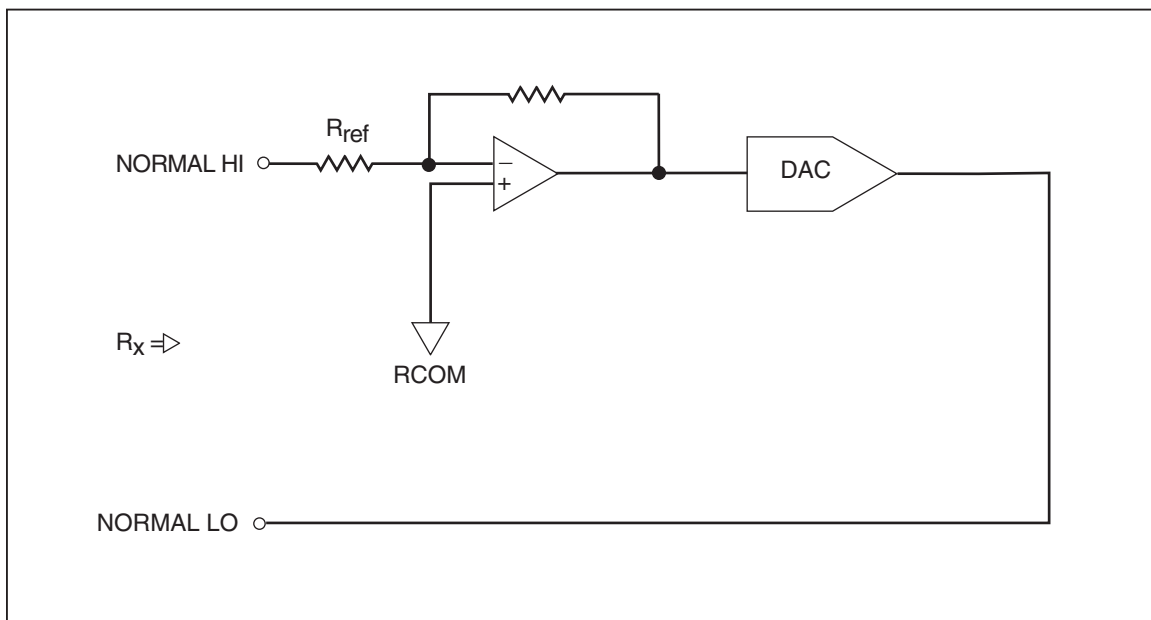 Rref
NORMAL HI
−
+
DAC
Rx
RCOM
NORMAL LO